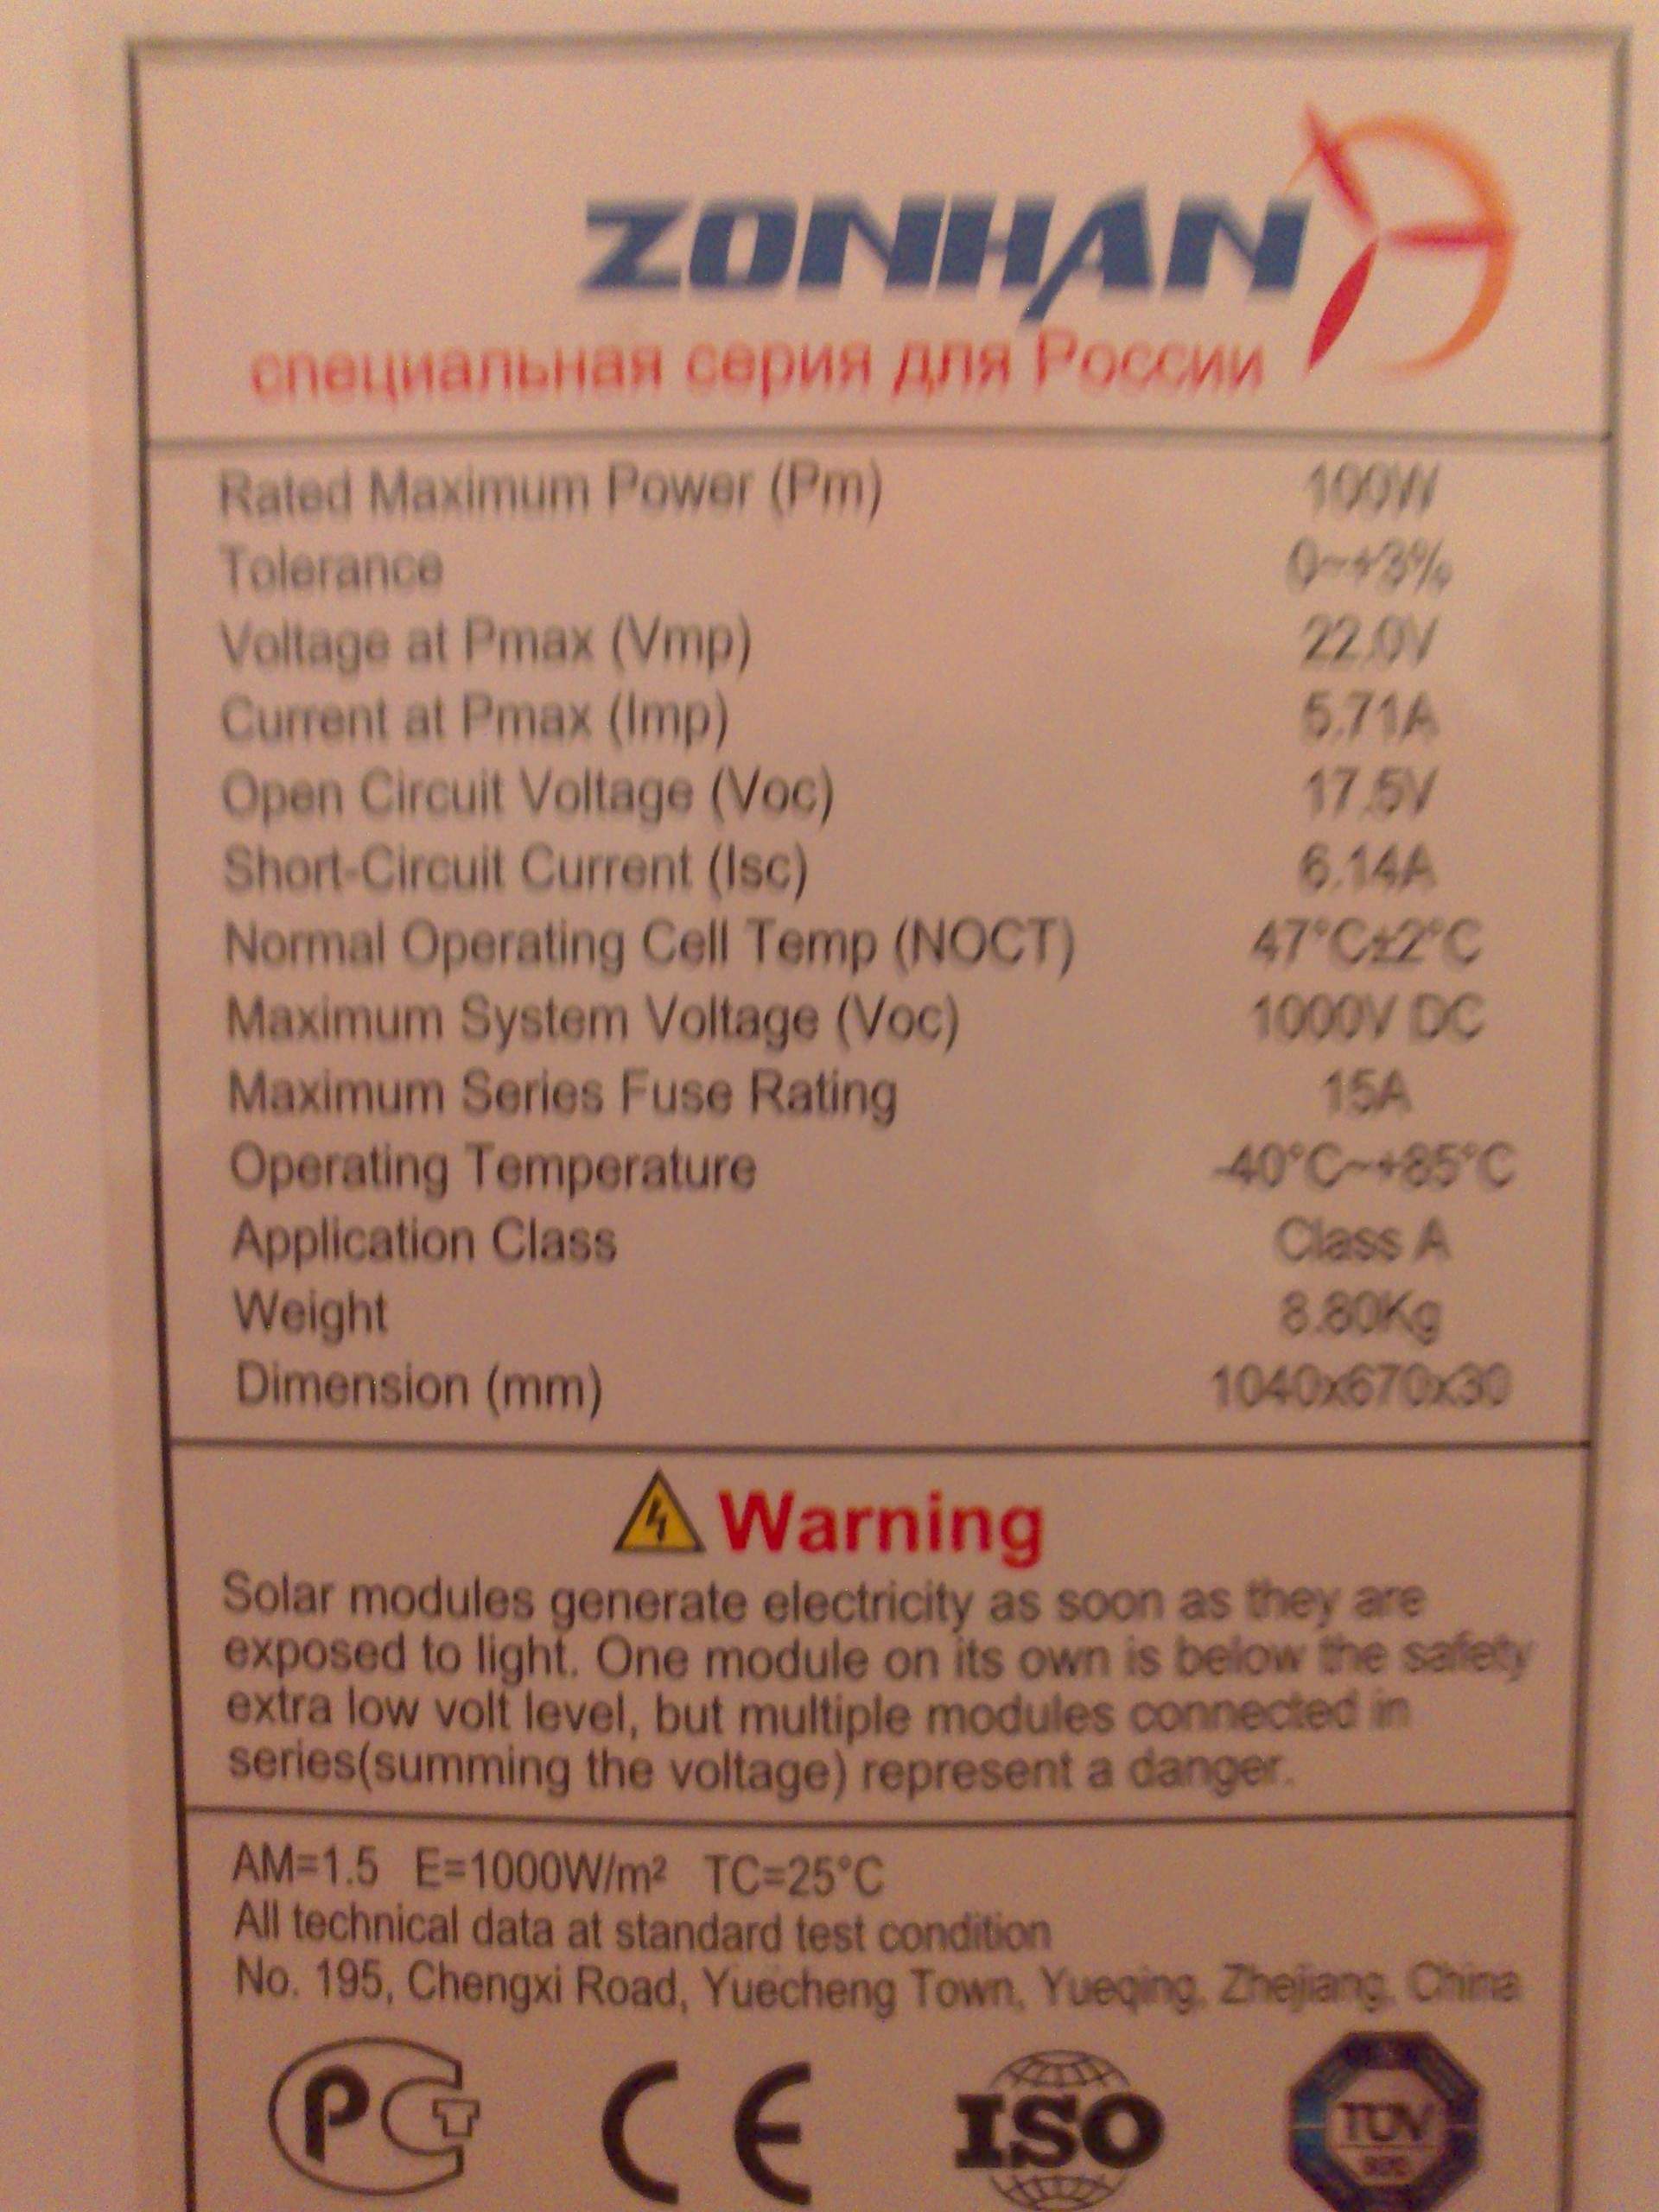 ZONHAN
специальная серия для России
Rated Maximum Power (Pm) 100W
Tolerance 0~+3%
Voltage at Pmax (Vmp) 22.0V
Current at Pmax (Imp) 5.71A
Open Circuit Voltage (Voc) 17.5V
Short-Circuit Current (Isc) 6.14A
Normal Operating Cell Temp (NOCT) 47°C±2°C
Maximum System Voltage (Voc) 1000V DC
Maximum Series Fuse Rating 15A
Operating Temperature -40°C~+85°C
Application Class Class A
Weight 8.80Kg
Dimension (mm) 1040x670x30
Warning
Solar modules generate electricity as soon as they are
exposed to light. One module on its own is below the safety
extra low volt level, but multiple modules connected in
series(summing the voltage) represent a danger.
AM=1.5 E=1000W/m² TC=25°C
All technical data at standard test condition
No. 195, Chengxi Road, Yuecheng Town, Yueqing, Zhejiang, China
РСТ CE ISO TÜV